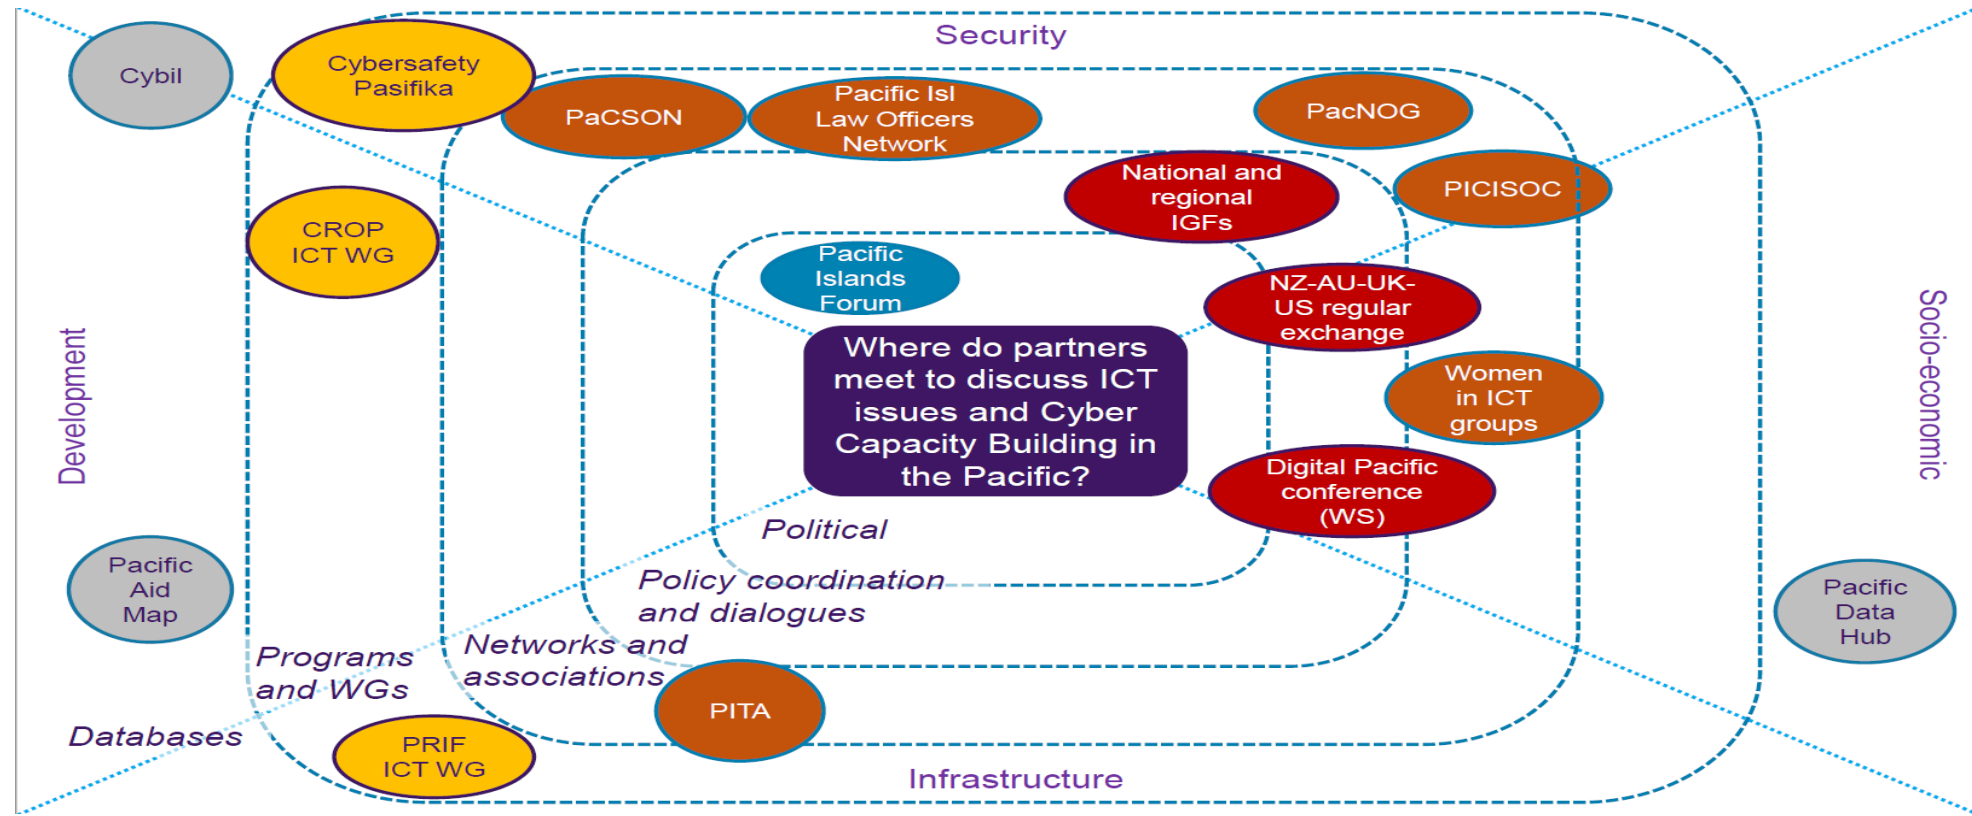 Security
Cybil
Cybersafety
Pasifika
PaCSON
Pacific Isl
Law Officers
Network
PacNOG
National and
regional
IGFs
PICISOC
CROP
ICT WG
Pacific
Islands
Forum
NZ-AU-UK-
US regular
exchange
Development
Where do partners
meet to discuss ICT
issues and Cyber
Capacity Building in
the Pacific?
Women
in ICT
groups
Socio-economic
Digital Pacific
conference
(WS)
Political
Pacific
Aid
Map
Policy coordination
and dialogues
Pacific
Data
Hub
Networks and
associations
Programs
and WGs
Databases
PITA
PRIF
ICT WG
Infrastructure